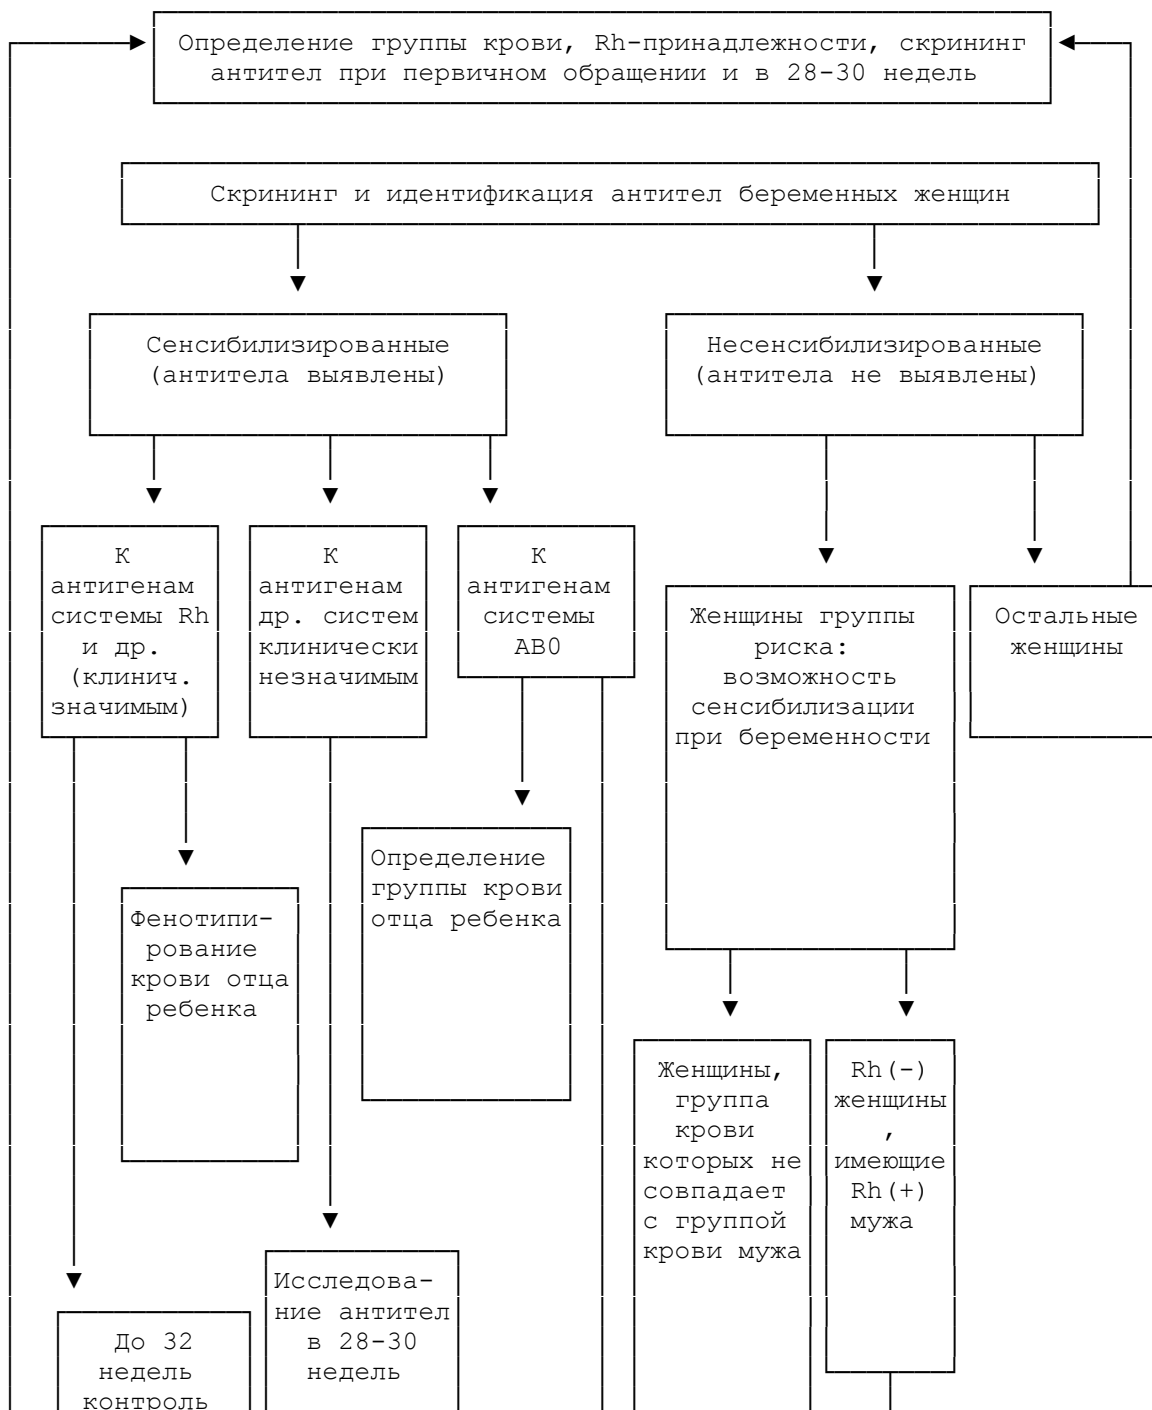 Определение группы крови, Rh-принадлежности, скрининг
антител при первичном обращении и в 28-30 недель
Скрининг и идентификация антител беременных женщин
Сенсибилизированные
(антитела выявлены)
Несенсибилизированные
(антитела не выявлены)
К
антигенам
системы Rh
и др.
(клинич.
значимым)
К
антигенам
др. систем
клинически
незначимым
К
антигенам
системы
AB0
Женщины группы
риска:
возможность
сенсибилизации
при беременности
Остальные
женщины
Фенотипи-
рование
крови отца
ребенка
Определение
группы крови
отца ребенка
Женщины,
группа
крови
которых не
совпадает
с группой
крови мужа
Rh(-)
женщины
,
имеющие
Rh(+)
мужа
До 32
недель
контроль
Исследова-
ние антител
в 28-30
недель